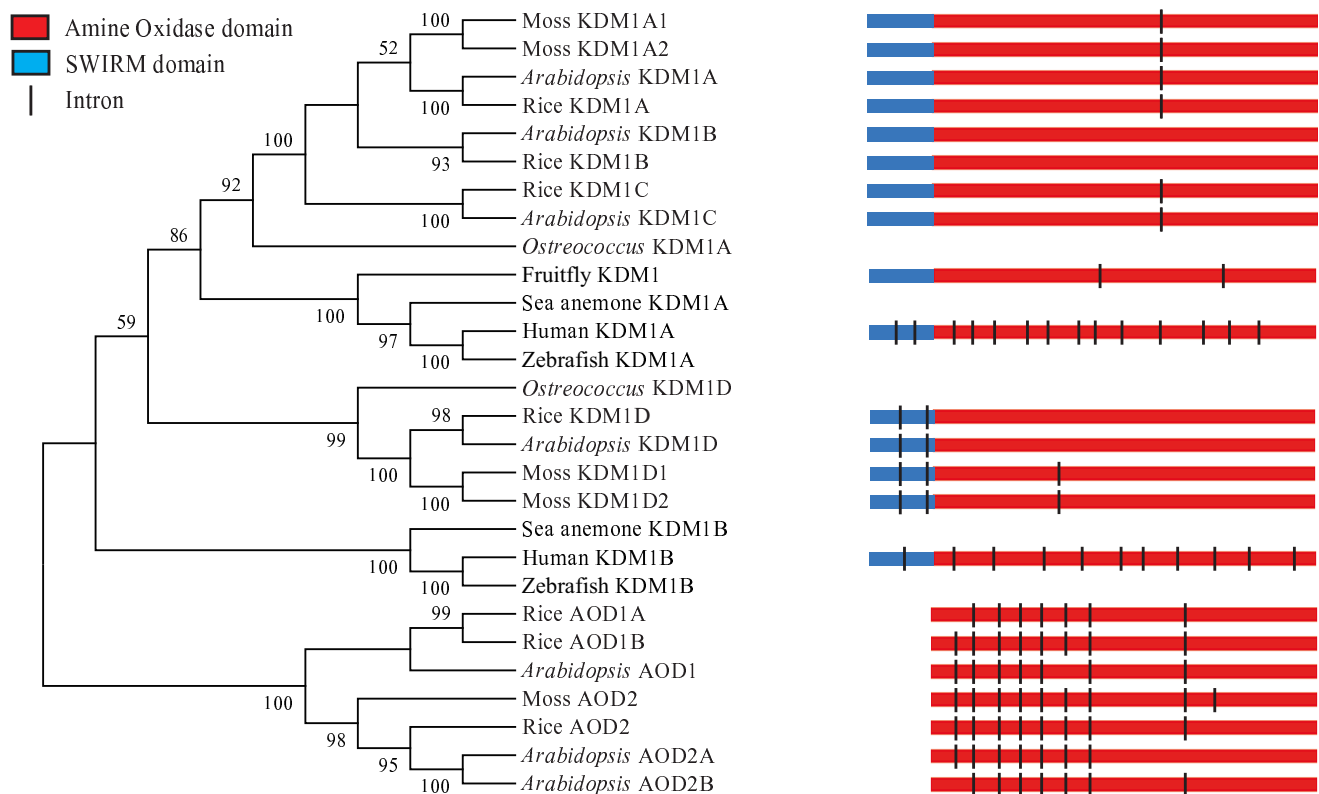 Amine Oxidase domain
SWIRM domain
Intron
Moss KDM1A1
Moss KDM1A2
Arabidopsis KDM1A
Rice KDM1A
Arabidopsis KDM1B
Rice KDM1B
Rice KDM1C
Arabidopsis KDM1C
Ostreococcus KDM1A
Fruitfly KDM1
Sea anemone KDM1A
Human KDM1A
Zebrafish KDM1A
Ostreococcus KDM1D
Rice KDM1D
Arabidopsis KDM1D
Moss KDM1D1
Moss KDM1D2
Sea anemone KDM1B
Human KDM1B
Zebrafish KDM1B
Rice AOD1A
Rice AOD1B
Arabidopsis AOD1
Moss AOD2
Rice AOD2
Arabidopsis AOD2A
Arabidopsis AOD2B
100
52
100
100
93
92
100
86
100
59
97
100
98
99
100
100
100
100
99
100
98
95
100